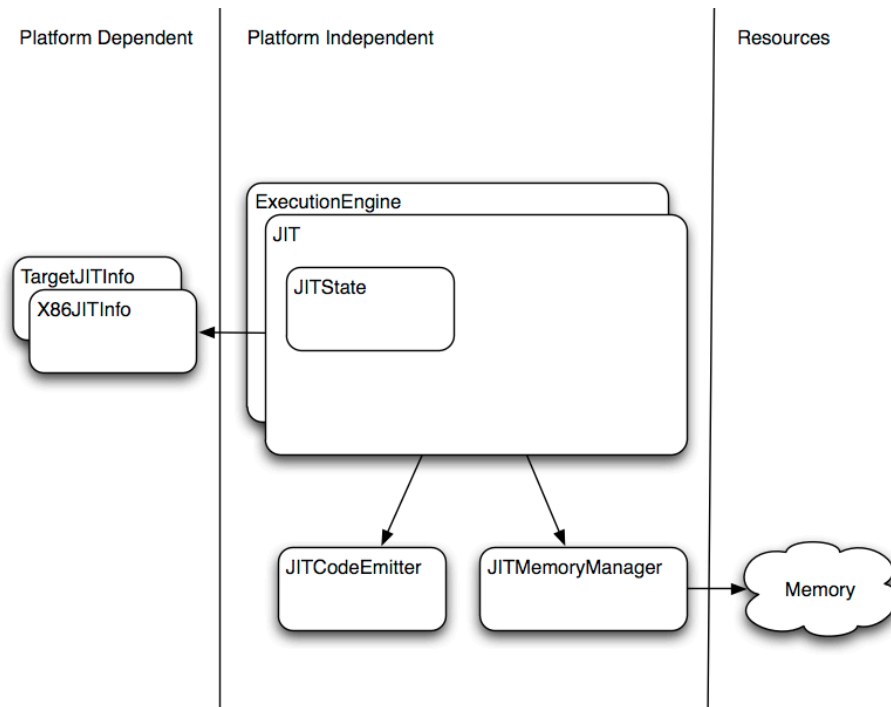 Platform Dependent
Platform Independent
Resources
ExecutionEngine
JIT
JITState
TargetJITInfo
X86JITInfo
JITCodeEmitter
JITMemoryManager
Memory